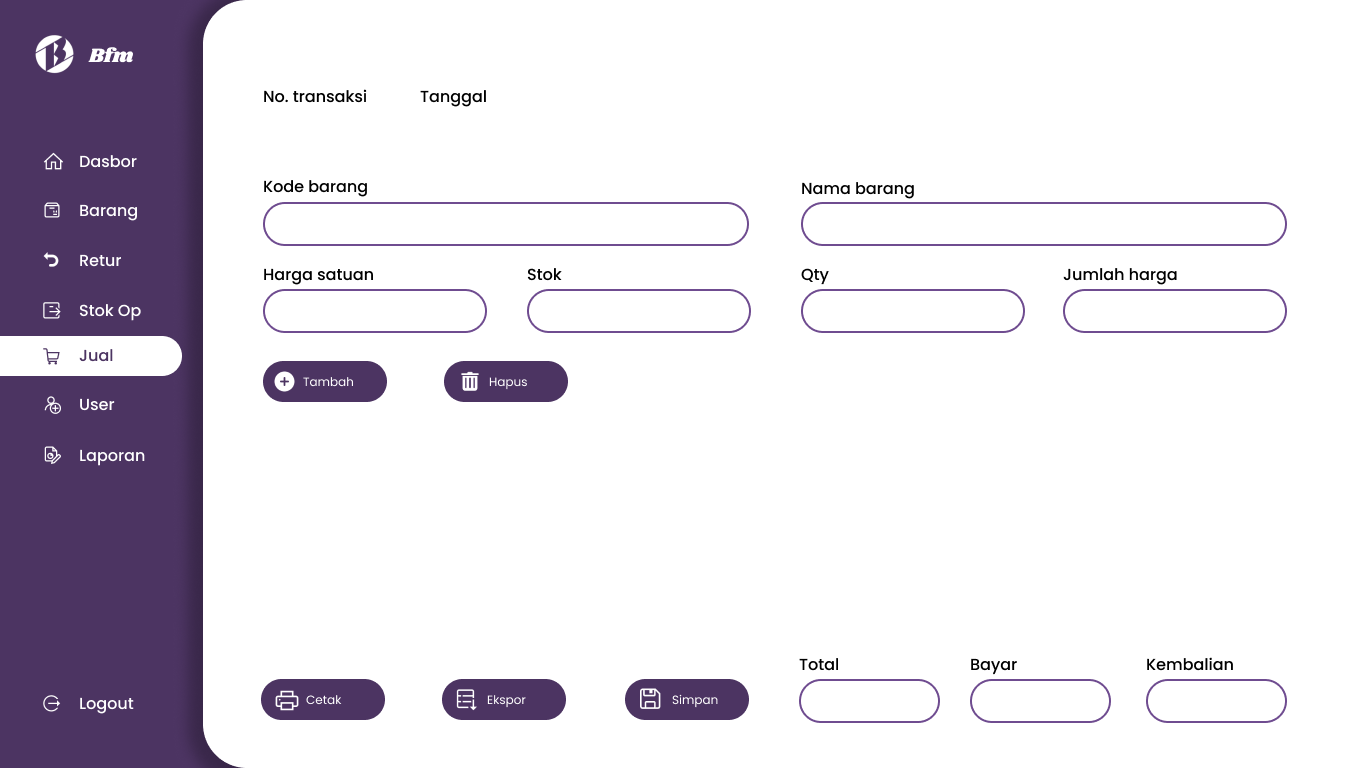 Bfm
Dasbor
Barang
Retur
Stok Op
Jual
User
Laporan
Logout
No. transaksi
Tanggal
Kode barang
Nama barang
Harga satuan
Stok
Qty
Jumlah harga
Tambah
Hapus
Total
Bayar
Kembalian
Cetak
Ekspor
Simpan